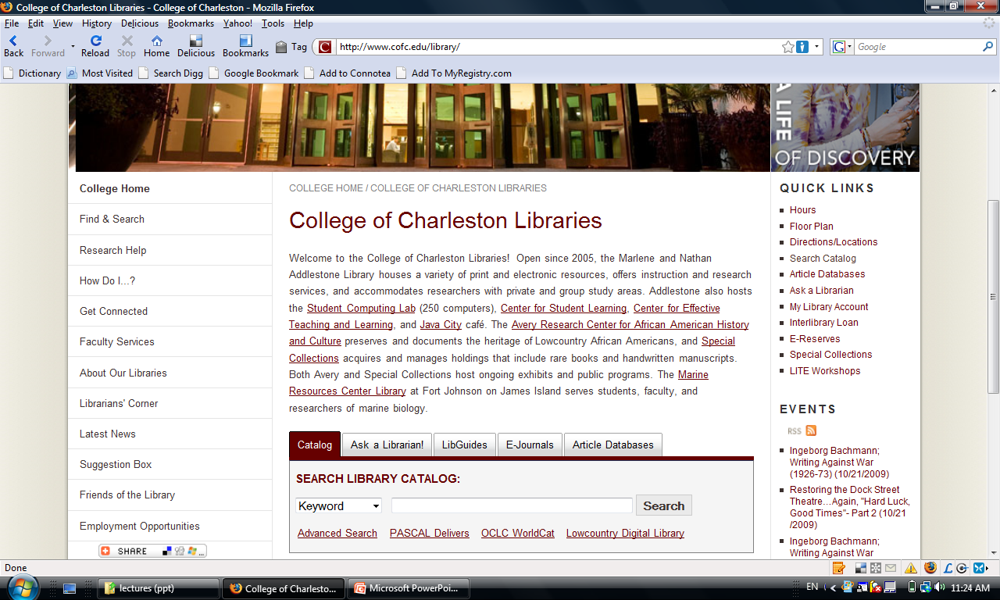 College of Charleston Libraries - College of Charleston - Mozilla Firefox
File Edit View History Delicious Bookmarks Yahoo! Tools Help
Back Forward Reload Stop Home Delicious Bookmarks Tag
http://www.cofc.edu/library/
Google
Dictionary Most Visited Search Digg Google Bookmark Add to Connotea Add To MyRegistry.com
A LIFE
OF DISCOVERY
College Home
Find & Search
Research Help
How Do I...?
Get Connected
Faculty Services
About Our Libraries
Librarians' Corner
Latest News
Suggestion Box
Friends of the Library
Employment Opportunities
SHARE
COLLEGE HOME / COLLEGE OF CHARLESTON LIBRARIES
College of Charleston Libraries
Welcome to the College of Charleston Libraries! Open since 2005, the Marlene and Nathan
Addlestone Library houses a variety of print and electronic resources, offers instruction and research
services, and accommodates researchers with private and group study areas. Addlestone also hosts
the Student Computing Lab (250 computers), Center for Student Learning, Center for Effective
Teaching and Learning, and Java City café. The Avery Research Center for African American History
and Culture preserves and documents the heritage of Lowcountry African Americans, and Special
Collections acquires and manages holdings that include rare books and handwritten manuscripts.
Both Avery and Special Collections host ongoing exhibits and public programs. The Marine
Resources Center Library at Fort Johnson on James Island serves students, faculty, and
researchers of marine biology.
Catalog Ask a Librarian! LibGuides E-Journals Article Databases
SEARCH LIBRARY CATALOG:
Keyword Search
Advanced Search PASCAL Delivers OCLC WorldCat Lowcountry Digital Library
QUICK LINKS
Hours
Floor Plan
Directions/Locations
Search Catalog
Article Databases
Ask a Librarian
My Library Account
Interlibrary Loan
E-Reserves
Special Collections
LITE Workshops
EVENTS
RSS
Ingeborg Bachmann;
Writing Against War
(1926-73) (10/21/2009)
Restoring the Dock Street
Theatre...Again, "Hard Luck,
Good Times"- Part 2 (10/21
/2009)
Ingeborg Bachmann;
Writing Against War
Done
lectures (ppt) College of Charlesto... Microsoft PowerPoi... EN 11:24 AM